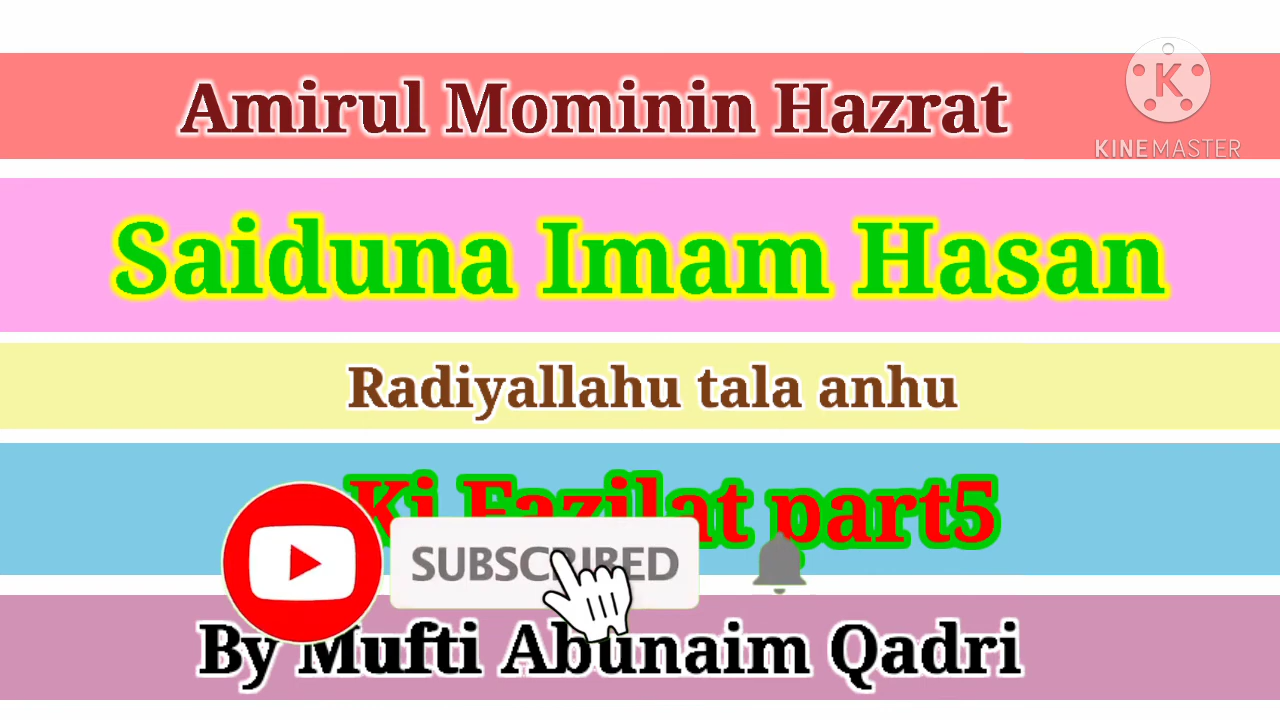 Amirul Mominin Hazrat
KINEMASTER
Saiduna Imam Hasan
Radiyallahu tala anhu
Ki Fazilat part5
SUBSCRIBED
By Mufti Abunaim Qadri